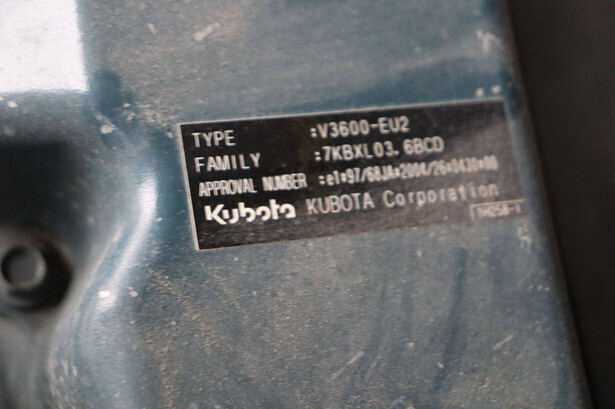 TYPE :V3600-EU2
FAMILY :7KBXL03.6BCD
APPROVAL NUMBER :e1*97/68JA*2004/26*0430*00
Kubota KUBOTA Corporation